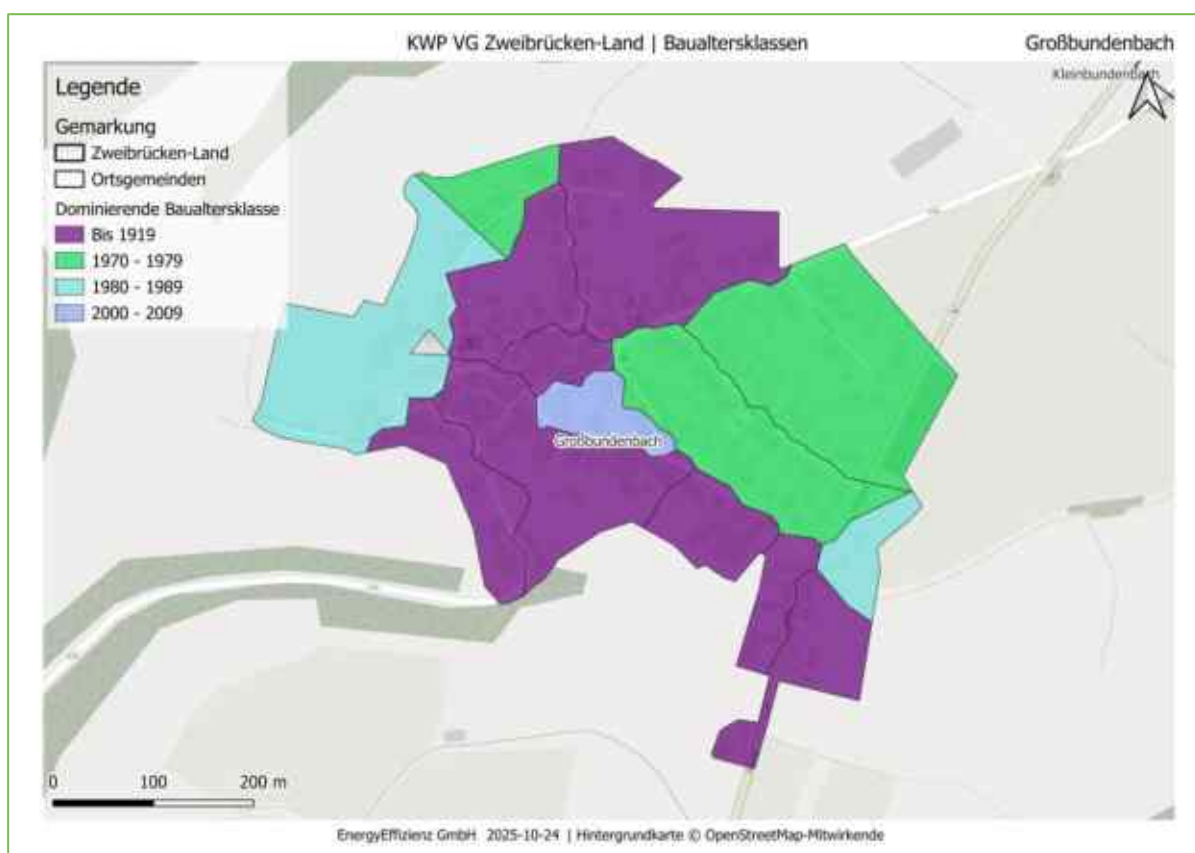 KWP VG Zweibrücken-Land | Baualtersklassen
Großbundenbach
Kleinbundenbach
Legende
Gemarkung
Zweibrücken-Land
Ortsgemeinden
Dominierende Baualtersklasse
Bis 1919
1970 - 1979
1980 - 1989
2000 - 2009
Großbundenbach
0 100 200 m
EnergyEffizienz GmbH 2025-10-24 | Hintergrundkarte © OpenStreetMap-Mitwirkende